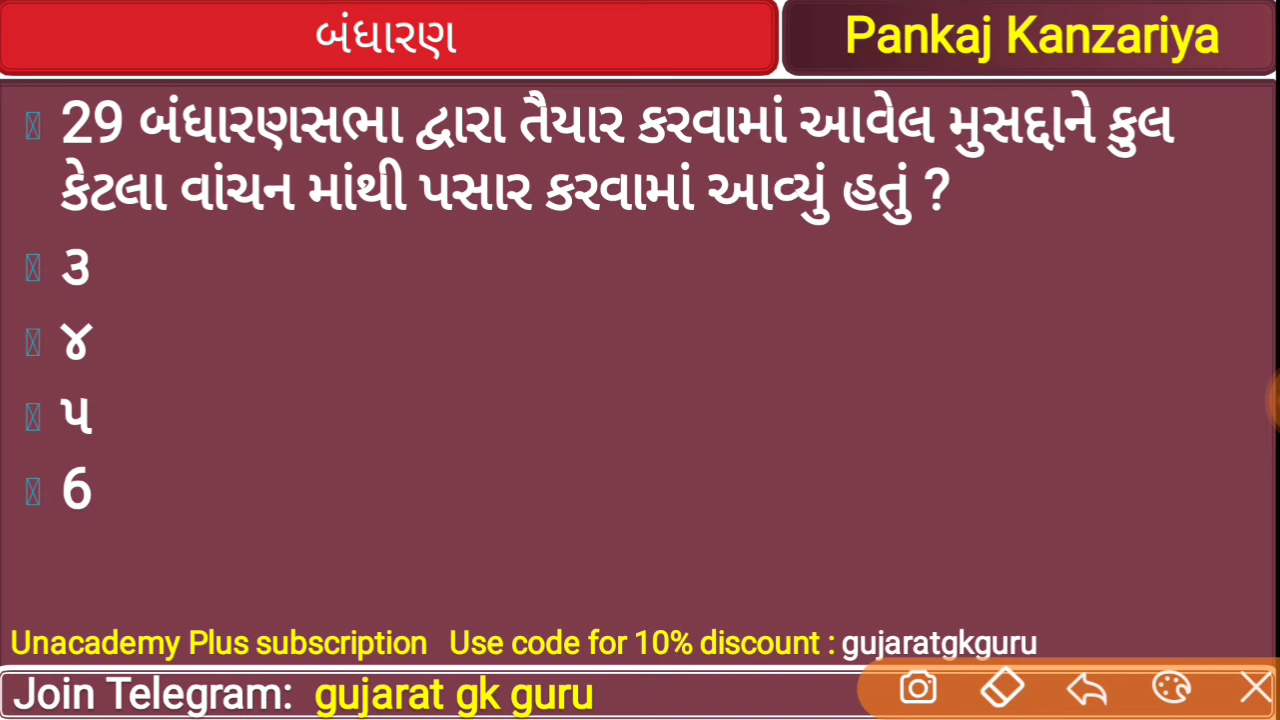 બંધારણ
Pankaj Kanzariya
29 બંધારણસભા દ્વારા તૈયાર કરવામાં આવેલ મુસદ્દાને કુલ
કેટલા વાંચન માંથી પસાર કરવામાં આવ્યું હતું ?
૩
૪
૫
6
Unacademy Plus subscription Use code for 10% discount : gujaratgkguru
Join Telegram: gujarat gk guru